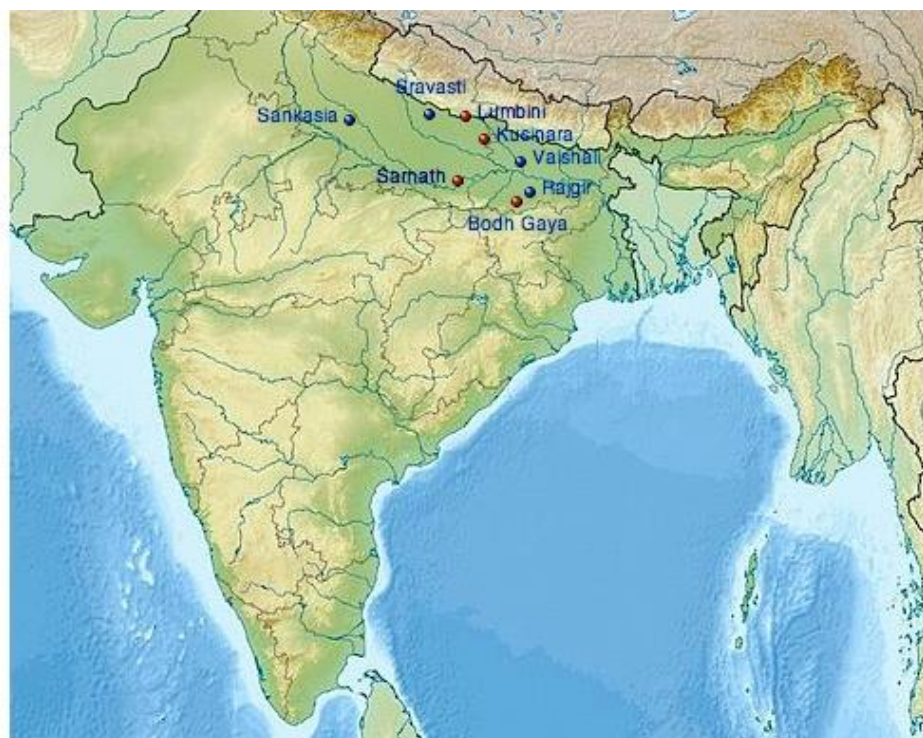 Sravasti
Sankasia
Lumbini
Kusinara
Vaishali
Sarnath
Rajgir
Bodh Gaya